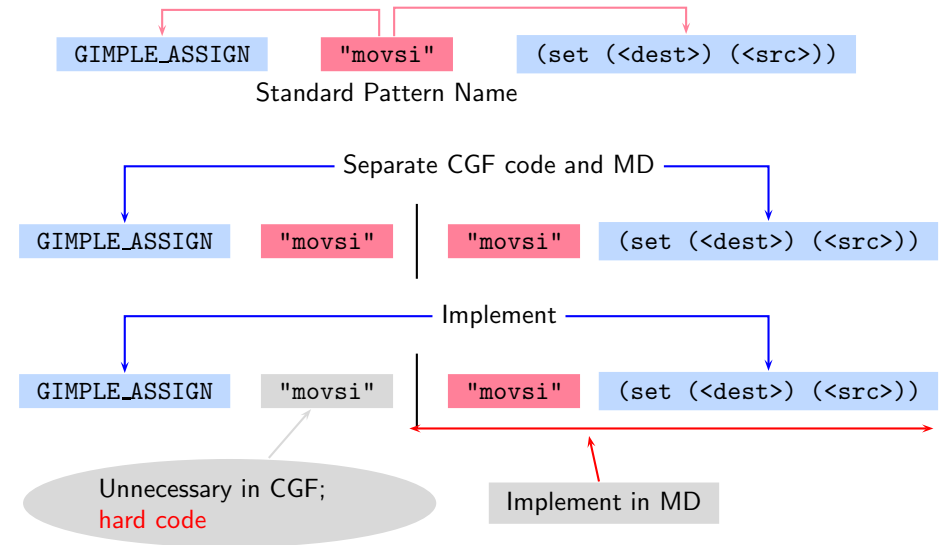 GIMPLE_ASSIGN "movsi" (set (<dest>) (<src>))
Standard Pattern Name
Separate CGF code and MD
GIMPLE_ASSIGN "movsi" "movsi" (set (<dest>) (<src>))
Implement
GIMPLE_ASSIGN "movsi" "movsi" (set (<dest>) (<src>))
Unnecessary in CGF;
hard code
Implement in MD